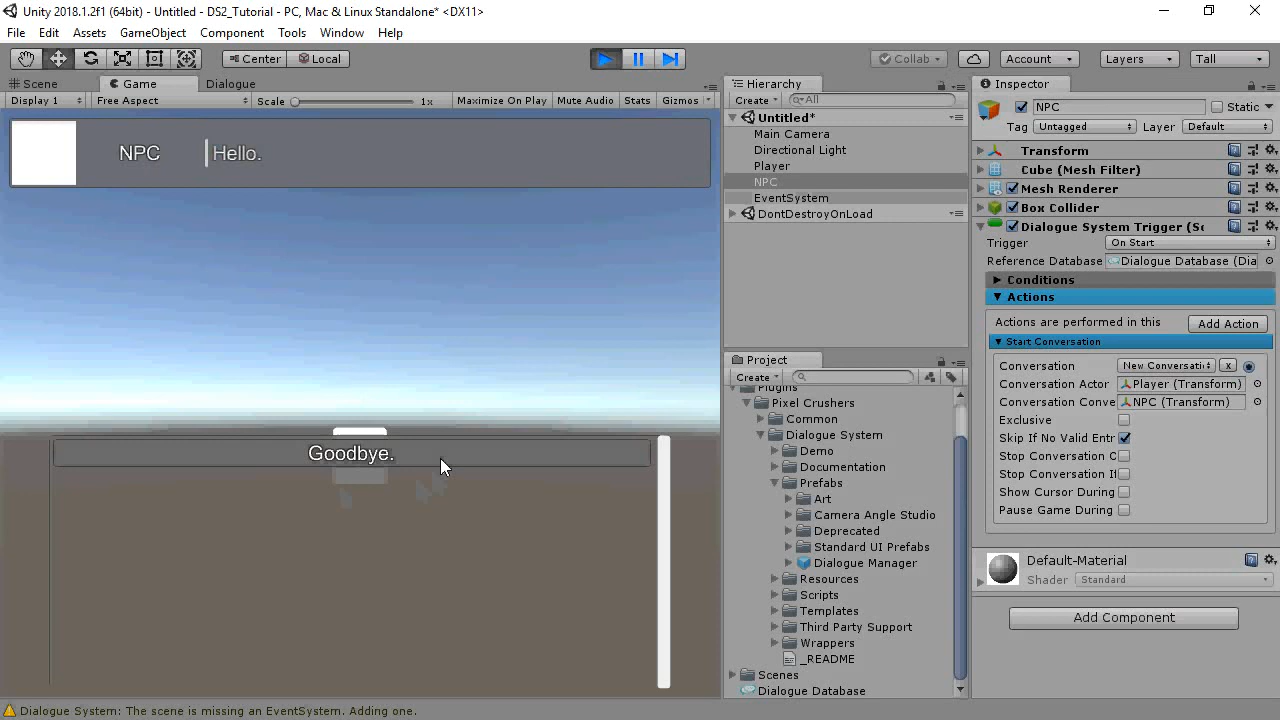 Unity 2018.1.2f1 (64bit) - Untitled - DS2_Tutorial - PC, Mac & Linux Standalone* <DX11>
File Edit Assets GameObject Component Tools Window Help
Center Local Collab Account Layers Tall
Scene Game Dialogue
Display 1 Free Aspect Scale 1x Maximize On Play Mute Audio Stats Gizmos
NPC Hello.
Goodbye.
Hierarchy
Create All
Untitled*
Main Camera
Directional Light
Player
NPC
EventSystem
DontDestroyOnLoad
Project
Create
Plugins
Pixel Crushers
Common
Dialogue System
Demo
Documentation
Prefabs
Art
Camera Angle Studio
Deprecated
Standard UI Prefabs
Dialogue Manager
Resources
Scripts
Templates
Third Party Support
Wrappers
_README
Scenes
Dialogue Database
Inspector
NPC Static
Tag Untagged Layer Default
Transform
Cube (Mesh Filter)
Mesh Renderer
Box Collider
Dialogue System Trigger (Sc
Trigger On Start
Reference Database Dialogue Database (Dia
Conditions
Actions
Actions are performed in this Add Action
Start Conversation
Conversation New Conversati x
Conversation Actor Player (Transform)
Conversation Conve NPC (Transform)
Exclusive
Skip If No Valid Entr
Stop Conversation O
Stop Conversation If
Show Cursor During
Pause Game During
Default-Material
Shader Standard
Add Component
Dialogue System: The scene is missing an EventSystem. Adding one.